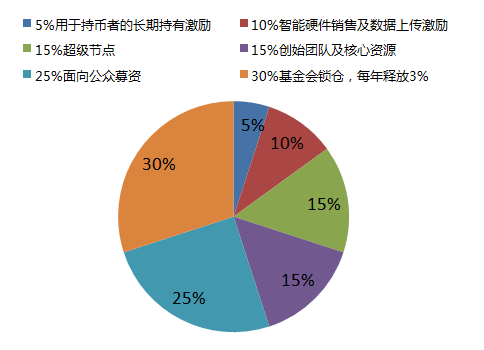 5%用于持币者的长期持有激励
10%智能硬件销售及数据上传激励
15%超级节点
15%创始团队及核心资源
25%面向公众募资
30%基金会锁仓，每年释放3%
5%
10%
15%
15%
25%
30%